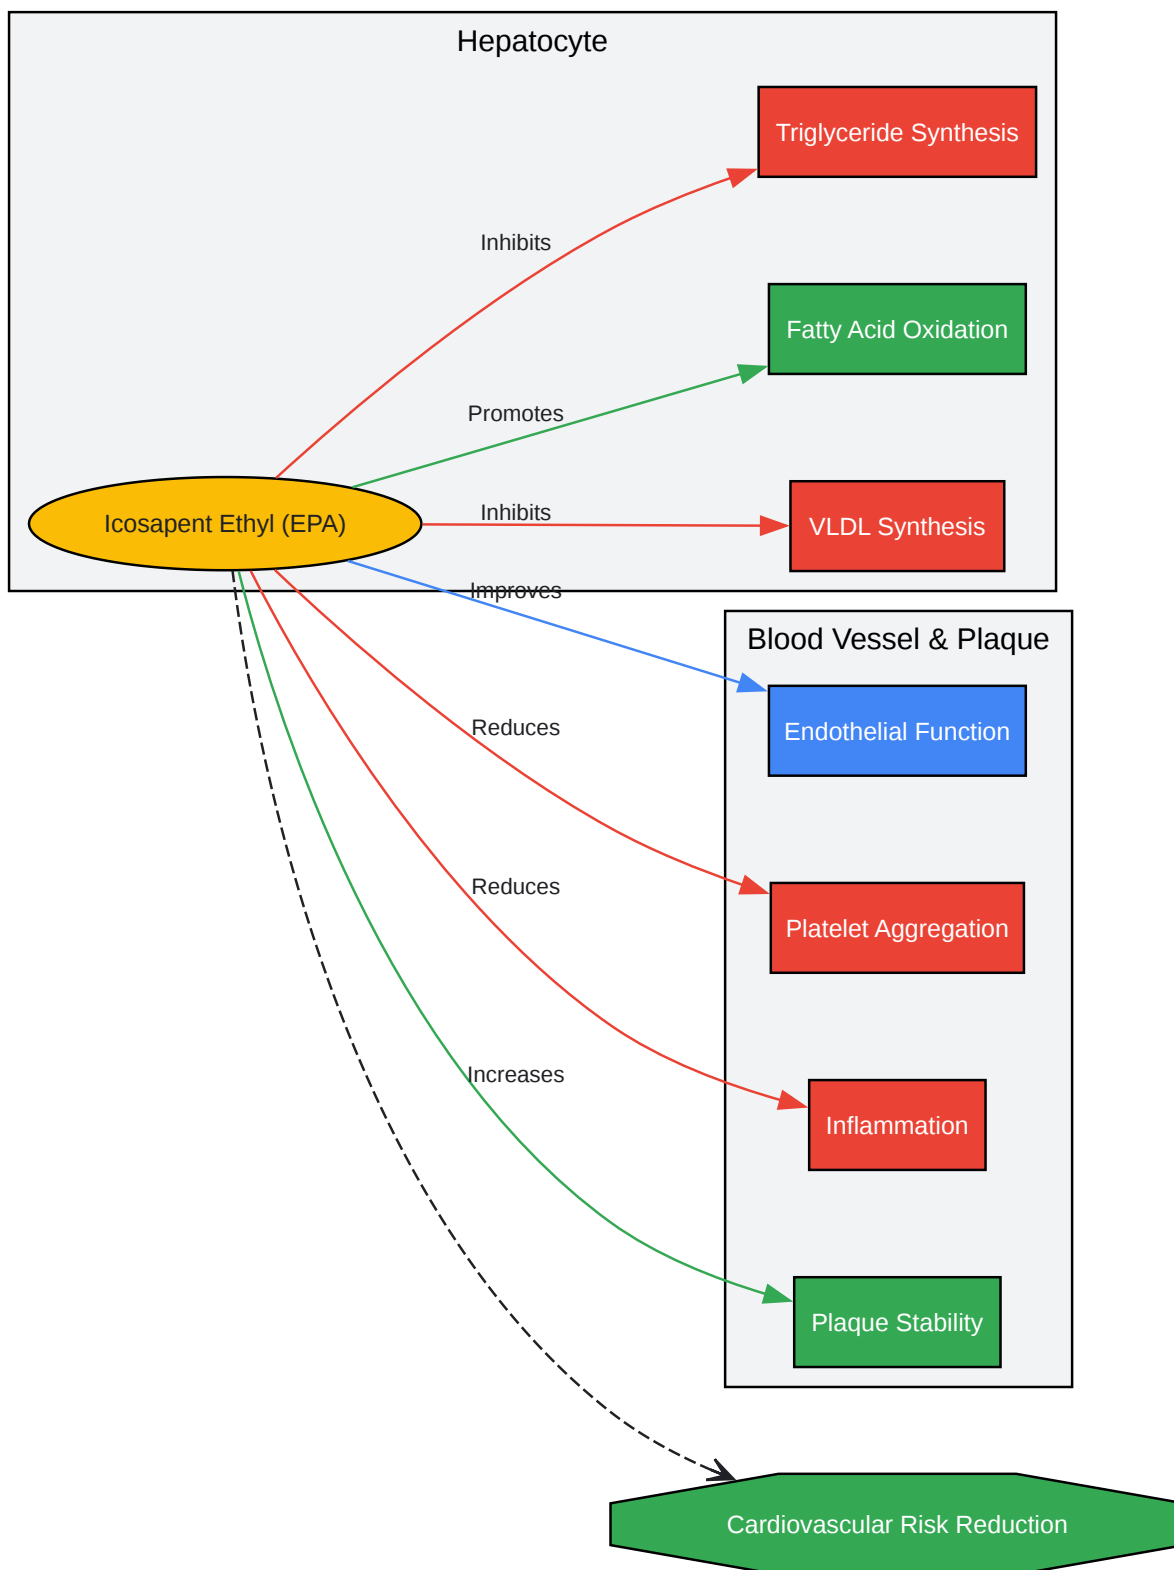 Hepatocyte
Triglyceride Synthesis
Inhibits
Fatty Acid Oxidation
Promotes
Inhibits
Icosapent Ethyl (EPA)
VLDL Synthesis
Improves
Blood Vessel & Plaque
Reduces
Endothelial Function
Reduces
Platelet Aggregation
Increases
Inflammation
Plaque Stability
Cardiovascular Risk Reduction